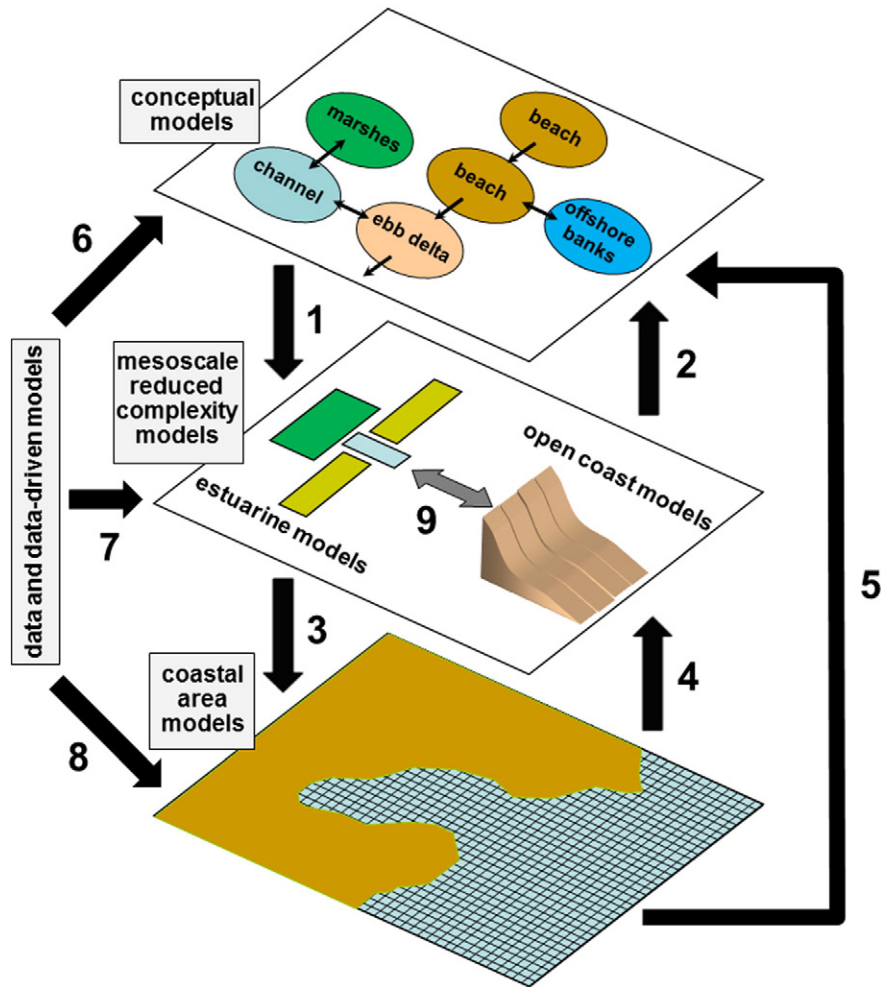 conceptual
models
marshes
beach
channel
beach
offshore
banks
ebb delta
6
1
2
mesoscale
reduced
complexity
models
open coast models
estuarine models
9
data and data-driven models
7
5
3
4
coastal
area
models
8